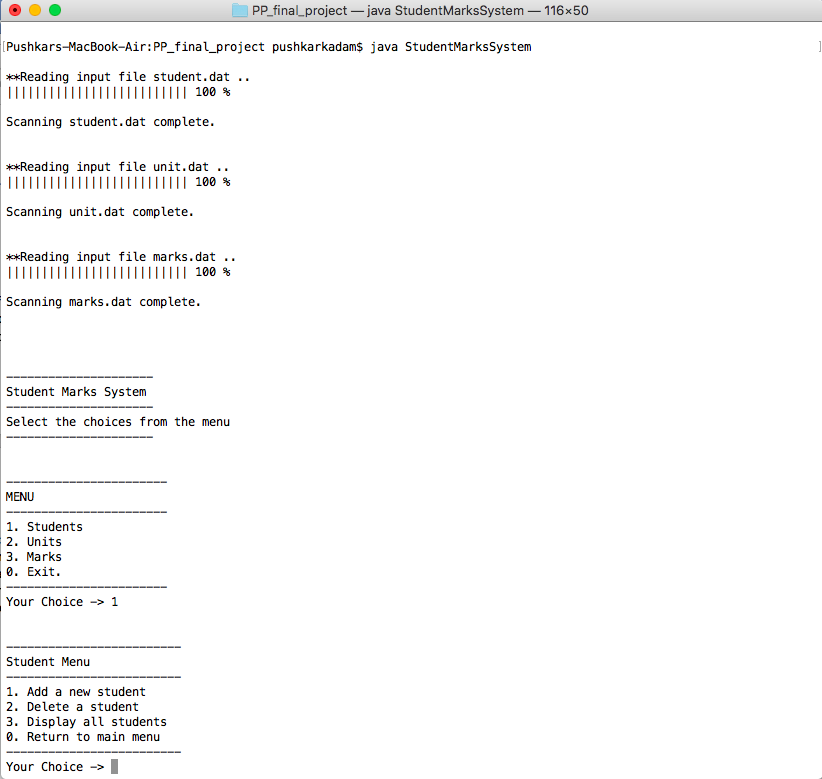 PP_final_project — java StudentMarksSystem — 116×50
[Pushkars-MacBook-Air:PP_final_project pushkarkadam$ java StudentMarksSystem ]
**Reading input file student.dat ..
|||||||||||||||||||||||||| 100 %
Scanning student.dat complete.
**Reading input file unit.dat ..
|||||||||||||||||||||||||| 100 %
Scanning unit.dat complete.
**Reading input file marks.dat ..
|||||||||||||||||||||||||| 100 %
Scanning marks.dat complete.
---------------------
Student Marks System
---------------------
Select the choices from the menu
---------------------
-----------------------
MENU
-----------------------
1. Students
2. Units
3. Marks
0. Exit.
-----------------------
Your Choice -> 1
-------------------------
Student Menu
-------------------------
1. Add a new student
2. Delete a student
3. Display all students
0. Return to main menu
-------------------------
Your Choice ->